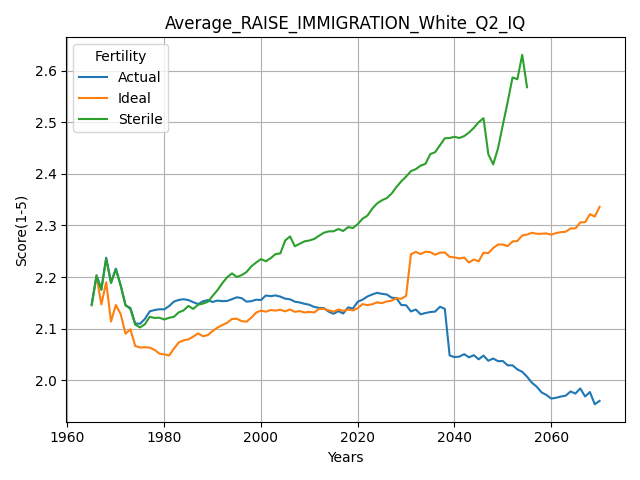 Average_RAISE_IMMIGRATION_White_Q2_IQ
Fertility
Actual
Ideal
Sterile
Score(1-5)
2.6
2.5
2.4
2.3
2.2
2.1
2.0
1960
1980
2000
2020
2040
2060
Years